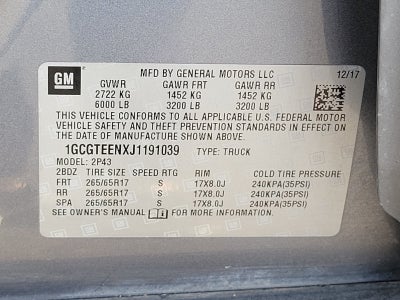 GM
MFD BY GENERAL MOTORS LLC 12/17
GVWR GAWR FRT GAWR RR
2722 KG 1452 KG 1452 KG
6000 LB 3200 LB 3200 LB
THIS VEHICLE CONFORMS TO ALL APPLICABLE U.S. FEDERAL MOTOR
VEHICLE SAFETY, BUMPER, AND THEFT PREVENTION STANDARDS IN EFFECT
ON THE DATE OF MANUFACTURE SHOWN ABOVE.
1GCGTEENXJ1191039 TYPE: TRUCK
MODEL: 2P43
2BDZ TIRE SIZE SPEED RTG RIM COLD TIRE PRESSURE
FRT 265/65R17 S 17X8.0J 240KPA(35PSI)
RR 265/65R17 S 17X8.0J 240KPA(35PSI)
SPA 265/65R17 S 17X8.0J 240KPA(35PSI)
SEE OWNER'S MANUAL FOR MORE INFORMATION.